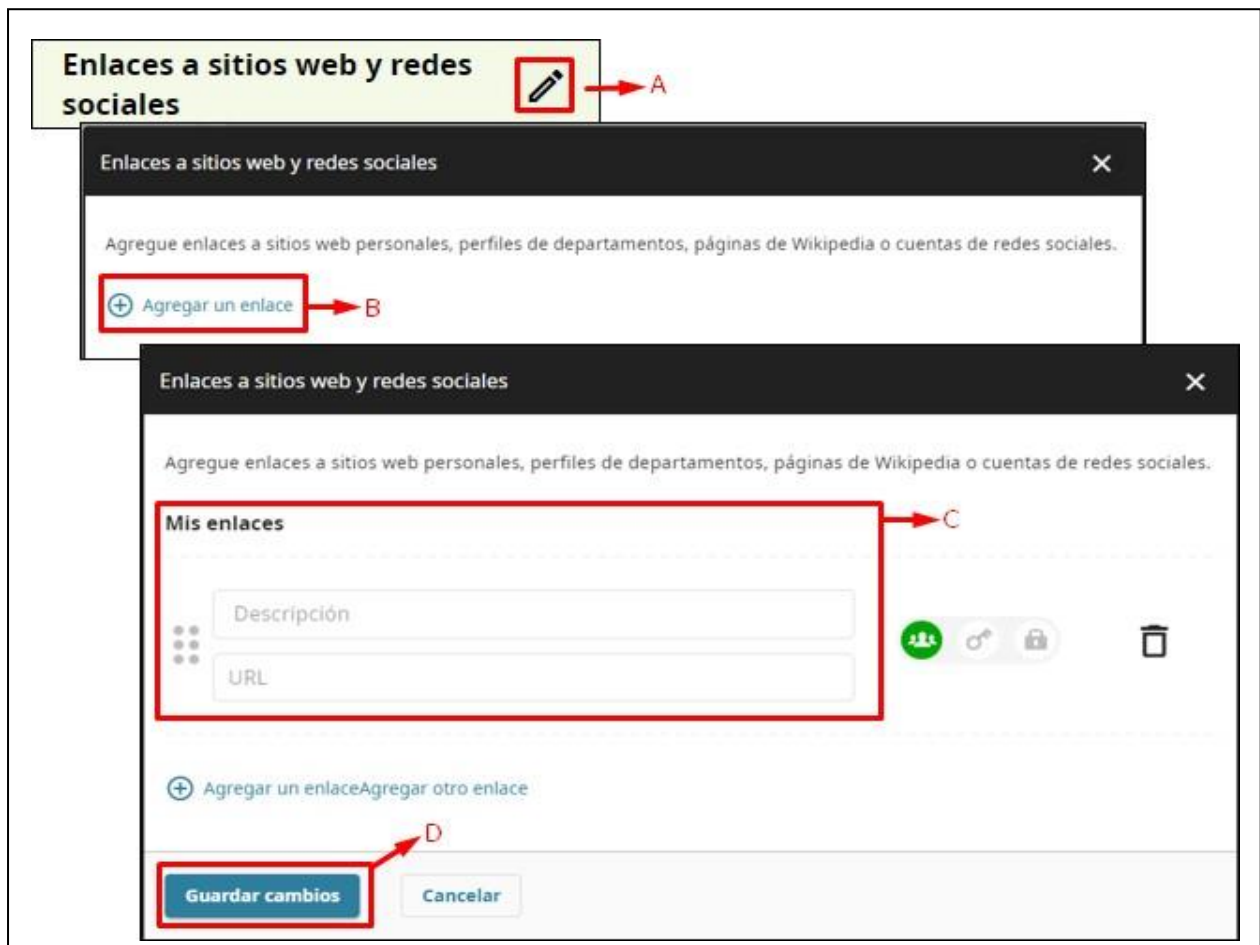 Enlaces a sitios web y redes
sociales
A
Enlaces a sitios web y redes sociales
Agregue enlaces a sitios web personales, perfiles de departamentos, páginas de Wikipedia o cuentas de redes sociales.
Agregar un enlace
B
Enlaces a sitios web y redes sociales
Agregue enlaces a sitios web personales, perfiles de departamentos, páginas de Wikipedia o cuentas de redes sociales.
Mis enlaces
C
Descripción
URL
Agregar un enlaceAgregar otro enlace
D
Guardar cambios
Cancelar